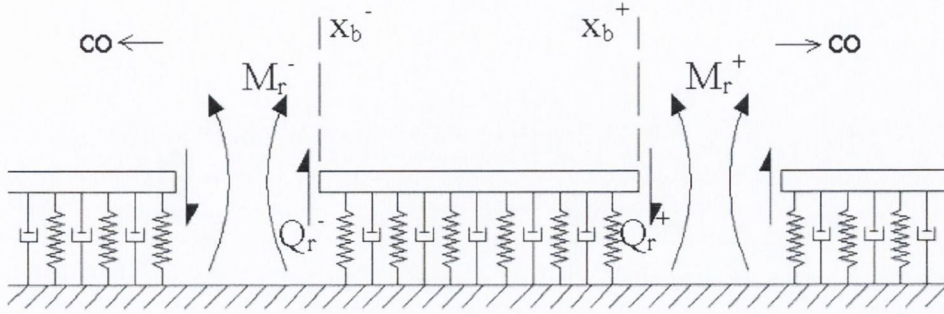 x_b^- x_b^+
∞ ∞
M_r^- M_r^+
Q_r^- Q_r^+